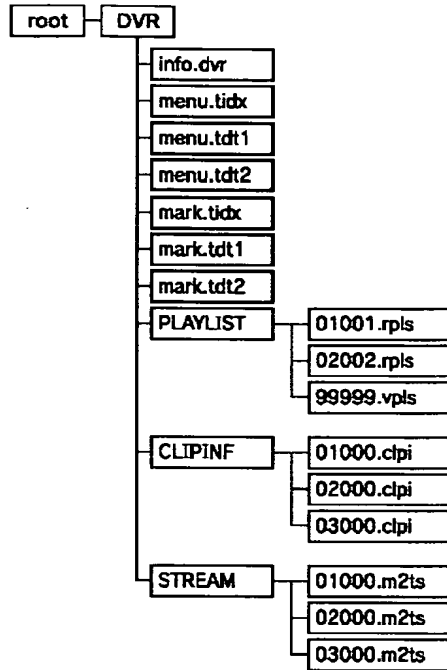 root DVR
info.dvr
menu.tidx
menu.tdt1
menu.tdt2
mark.tidx
mark.tdt1
mark.tdt2
PLAYLIST 01001.rpls
02002.rpls
99999.vpls
CLIPINF 01000.clpi
02000.clpi
03000.clpi
STREAM 01000.m2ts
02000.m2ts
03000.m2ts